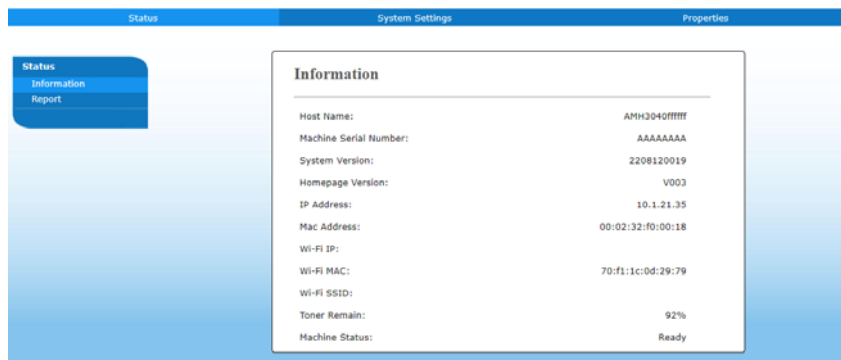 Status System Settings Properties
Status
Information
Report
Information
Host Name: AMH3040ffffff
Machine Serial Number: AAAAAAAA
System Version: 2208120019
Homepage Version: V003
IP Address: 10.1.21.35
Mac Address: 00:02:32:f0:00:18
Wi-Fi IP:
Wi-Fi MAC: 70:f1:1c:0d:29:79
Wi-Fi SSID:
Toner Remain: 92%
Machine Status: Ready